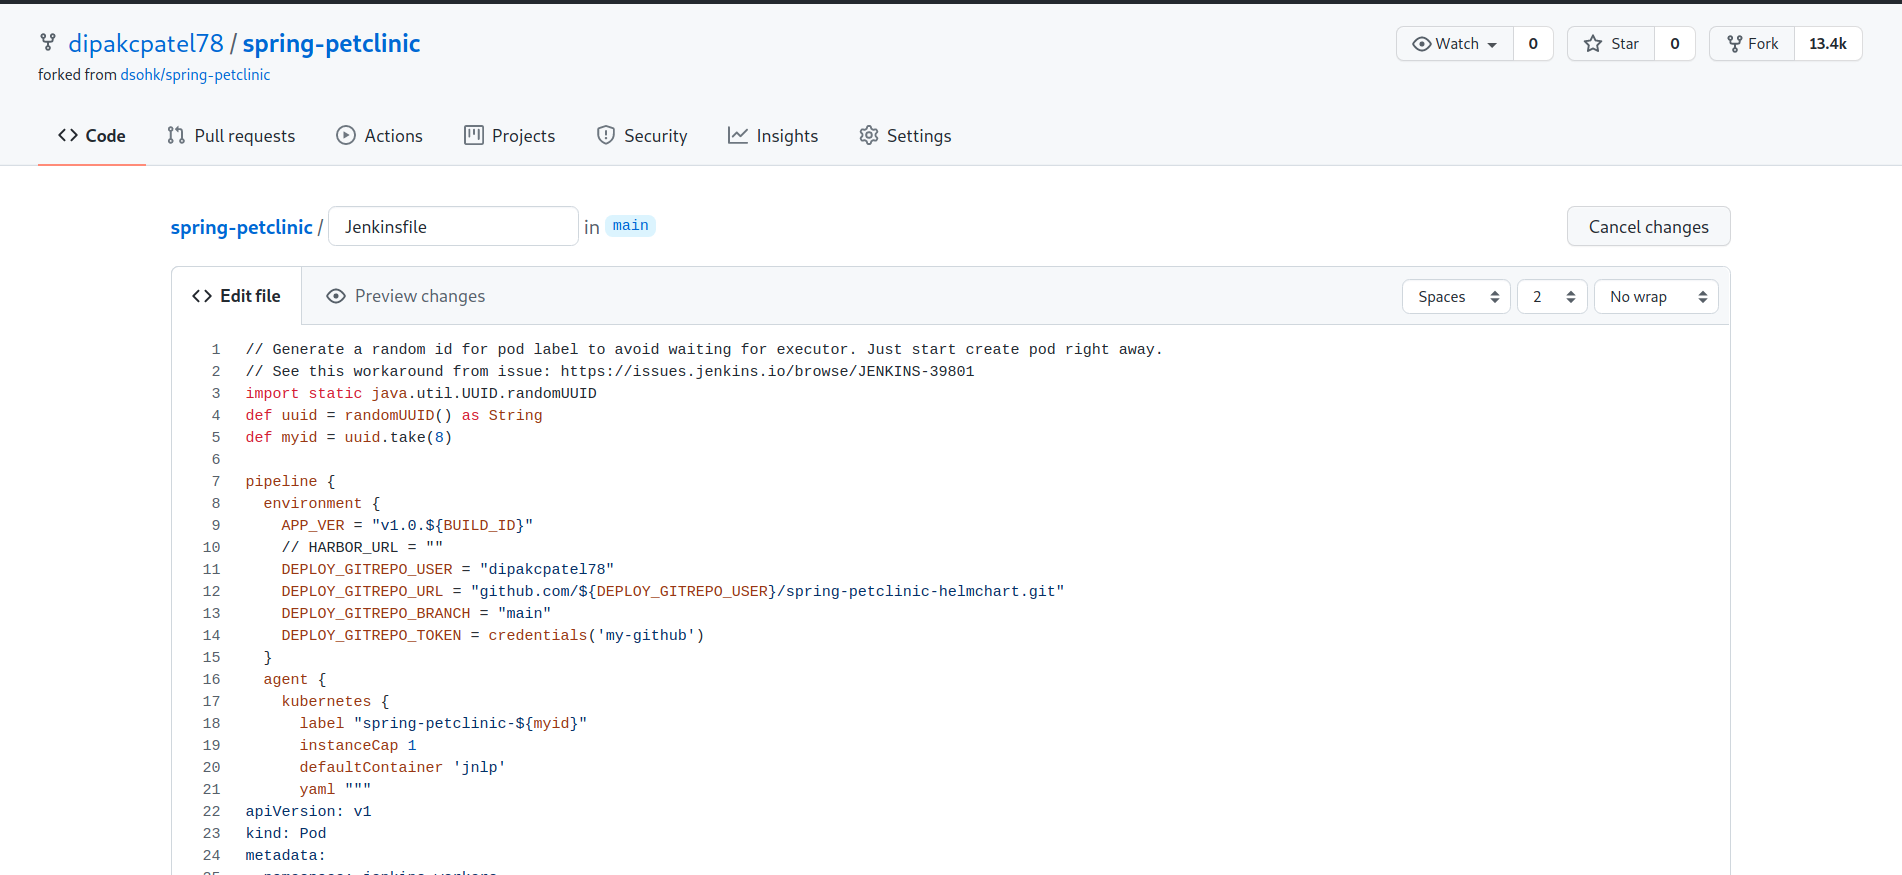 dipakcpatel78 / spring-petclinic
Watch 0 Star 0 Fork 13.4k
forked from dsohk/spring-petclinic
Code Pull requests Actions Projects Security Insights Settings
spring-petclinic / Jenkinsfile in main Cancel changes
Edit file Preview changes Spaces 2 No wrap
1 // Generate a random id for pod label to avoid waiting for executor. Just start create pod right away.
2 // See this workaround from issue: https://issues.jenkins.io/browse/JENKINS-39801
3 import static java.util.UUID.randomUUID
4 def uuid = randomUUID() as String
5 def myid = uuid.take(8)
6
7 pipeline {
8 environment {
9 APP_VER = "v1.0.${BUILD_ID}"
10 // HARBOR_URL = ""
11 DEPLOY_GITREPO_USER = "dipakcpatel78"
12 DEPLOY_GITREPO_URL = "github.com/${DEPLOY_GITREPO_USER}/spring-petclinic-helmchart.git"
13 DEPLOY_GITREPO_BRANCH = "main"
14 DEPLOY_GITREPO_TOKEN = credentials('my-github')
15 }
16 agent {
17 kubernetes {
18 label "spring-petclinic-${myid}"
19 instanceCap 1
20 defaultContainer 'jnlp'
21 yaml """
22 apiVersion: v1
23 kind: Pod
24 metadata: